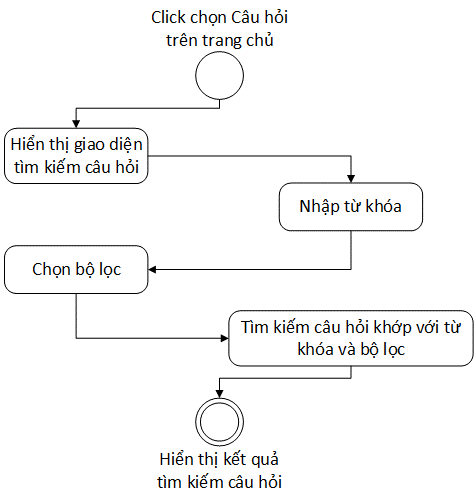 Click chọn Câu hỏi
trên trang chủ
Hiển thị giao diện
tìm kiếm câu hỏi
Nhập từ khóa
Chọn bộ lọc
Tìm kiếm câu hỏi khớp với từ
khóa và bộ lọc
Hiển thị kết quả
tìm kiếm câu hỏi